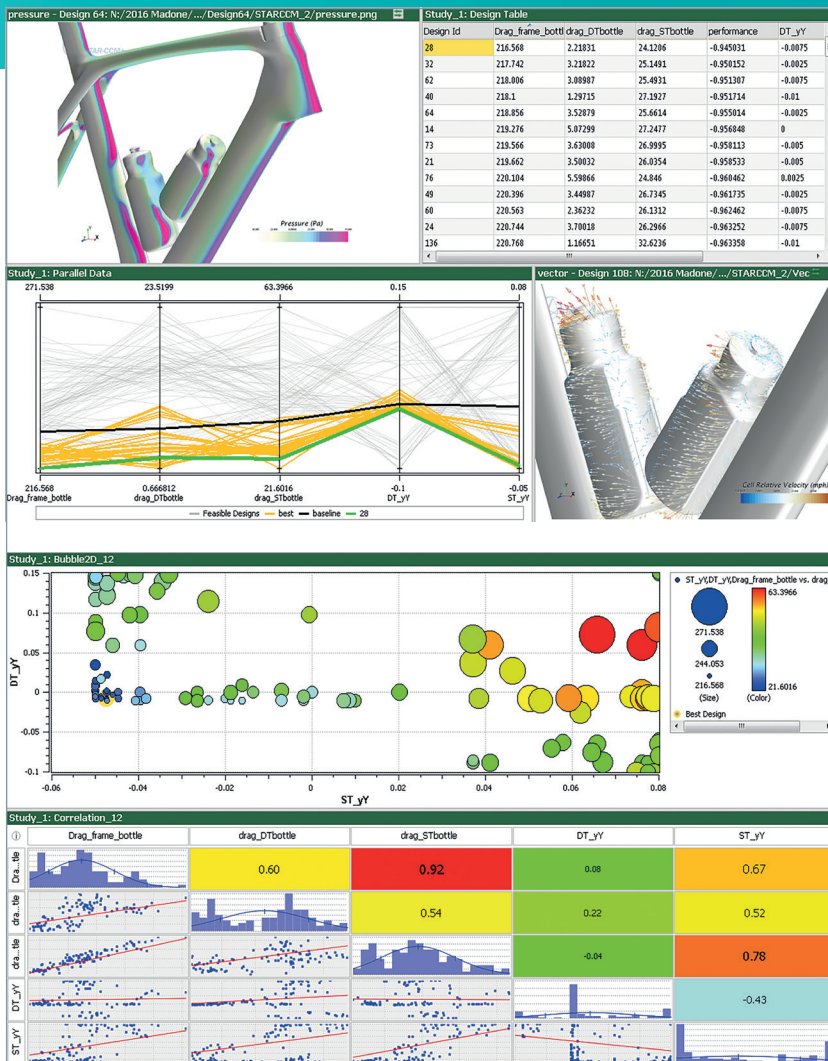 pressure - Design 64: N:/2016 Madone/.../Design64/STARCCM_2/pressure.png
STAR-CCM+
Pressure (Pa)
Study_1: Design Table
Design Id Drag_frame_bottl drag_DTbottle drag_STbottle performance DT_yY
28 216.568 2.21831 24.1206 -0.945031 -0.0075
32 217.742 3.21822 25.1491 -0.950152 -0.0025
62 218.006 3.08987 25.4931 -0.951307 -0.0075
40 218.1 1.29715 27.1927 -0.951714 -0.01
64 218.856 3.52879 25.6614 -0.955014 -0.0025
14 219.276 5.07299 27.2477 -0.956848 0
73 219.566 3.63008 26.9995 -0.958113 -0.005
21 219.662 3.50032 26.0354 -0.958533 -0.005
76 220.104 5.59866 24.846 -0.960462 0.0025
49 220.396 3.44987 26.7345 -0.961735 -0.0025
60 220.563 2.36232 26.1312 -0.962462 -0.0075
24 220.744 3.70018 26.2966 -0.963252 -0.0075
136 220.768 1.16651 32.6236 -0.963358 -0.01
Study_1: Parallel Data
271.538 23.5199 63.3966 0.15 0.08
216.568 0.666812 21.6016 -0.1 -0.05
Drag_frame_bottle drag_DTbottle drag_STbottle DT_yY ST_yY
Feasible Designs best baseline 28
vector - Design 108: N:/2016 Madone/.../STARCCM_2/Vec
Cell Relative Velocity (mph)
Study_1: Bubble2D_12
0.15
0.1
0.05
0
-0.05
-0.1
DT_yY
-0.06 -0.04 -0.02 0 0.02 0.04 0.06 0.08
ST_yY
ST_yY,DT_yY,Drag_frame_bottle vs. drag
63.3966
271.538
244.053
216.568 21.6016
(Size) (Color)
Best Design
Study_1: Correlation_12
Drag_frame_bottle drag_DTbottle drag_STbottle DT_yY ST_yY
Dra...tle 0.60 0.92 0.08 0.67
dra...tle 0.54 0.22 0.52
dra...tle -0.04 0.78
DT_yY -0.43
ST_yY